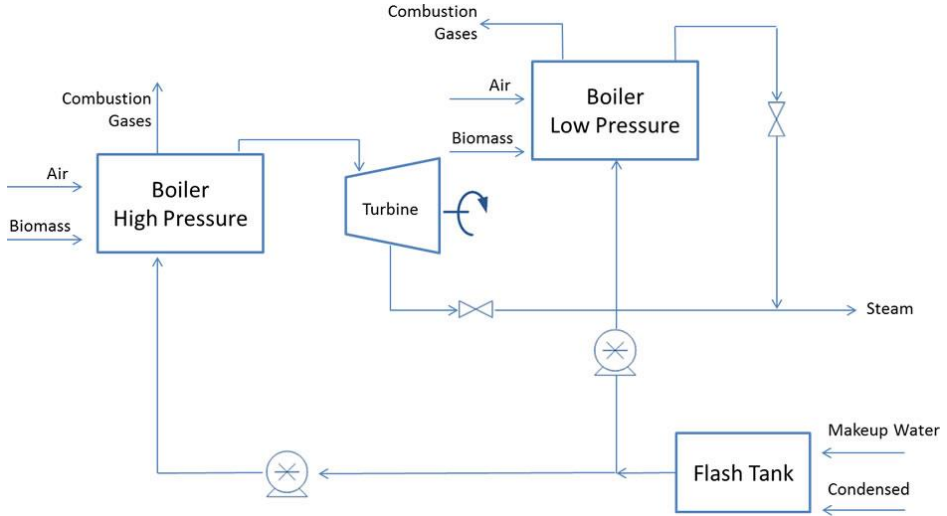 Combustion
Gases
Air
Biomass
Boiler
High Pressure
Turbine
Combustion
Gases
Air
Biomass
Boiler
Low Pressure
Steam
Flash Tank
Makeup Water
Condensed